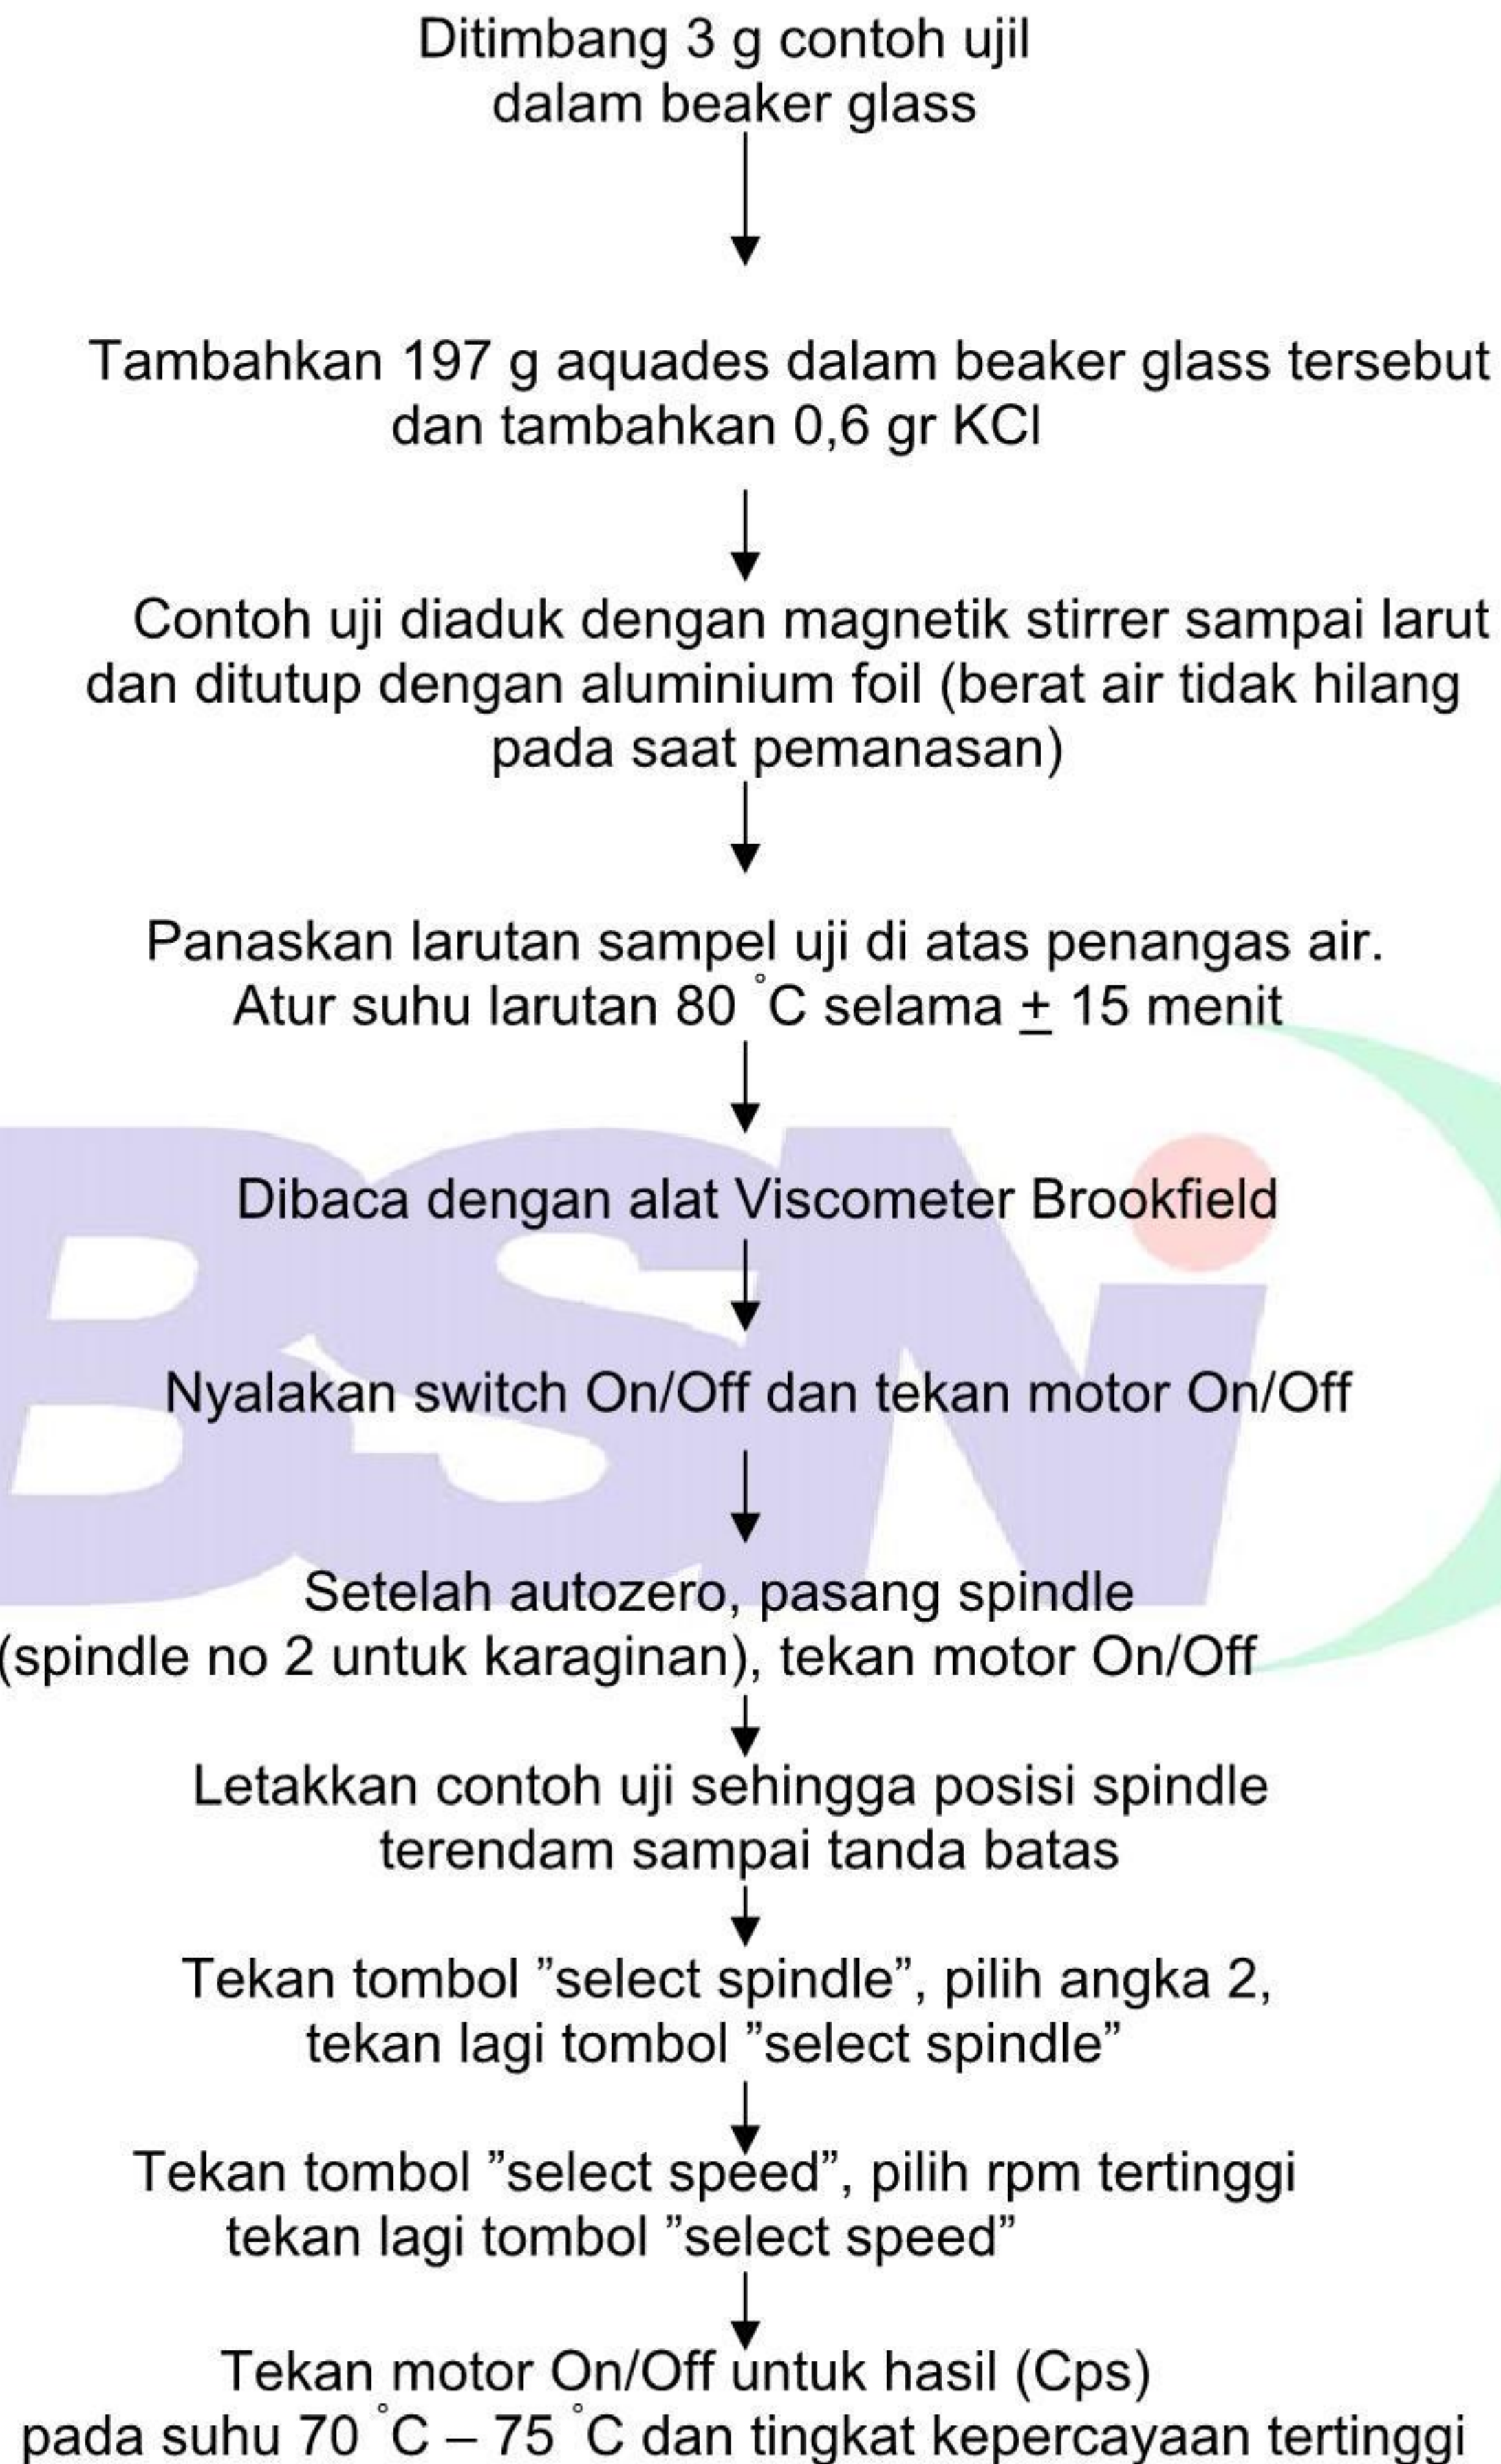 Ditimbang 3 g contoh ujil
dalam beaker glass
Tambahkan 197 g aquades dalam beaker glass tersebut
dan tambahkan 0,6 gr KCl
Contoh uji diaduk dengan magnetik stirrer sampai larut
dan ditutup dengan aluminium foil (berat air tidak hilang
pada saat pemanasan)
Panaskan larutan sampel uji di atas penangas air.
Atur suhu larutan 80 °C selama ± 15 menit
Dibaca dengan alat Viscometer Brookfield
Nyalakan switch On/Off dan tekan motor On/Off
Setelah autozero, pasang spindle
(spindle no 2 untuk karaginan), tekan motor On/Off
Letakkan contoh uji sehingga posisi spindle
terendam sampai tanda batas
Tekan tombol ”select spindle”, pilih angka 2,
tekan lagi tombol ”select spindle”
Tekan tombol ”select speed”, pilih rpm tertinggi
tekan lagi tombol ”select speed”
Tekan motor On/Off untuk hasil (Cps)
pada suhu 70 °C – 75 °C dan tingkat kepercayaan tertinggi
BSNi